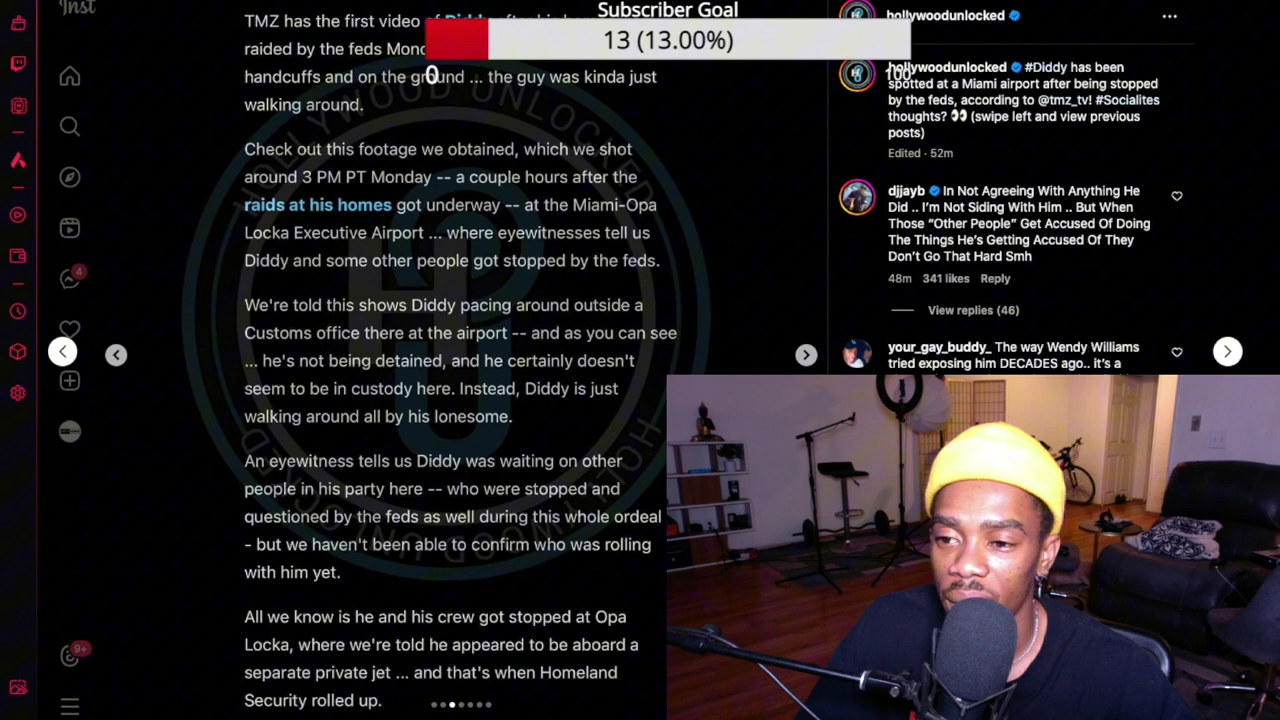 Inst
TMZ has the first video of Diddy after his
raided by the feds Mond
handcuffs and on the ground ... the guy was kinda just
walking around.
Check out this footage we obtained, which we shot
around 3 PM PT Monday -- a couple hours after the
raids at his homes got underway -- at the Miami-Opa
Locka Executive Airport ... where eyewitnesses tell us
Diddy and some other people got stopped by the feds.
We're told this shows Diddy pacing around outside a
Customs office there at the airport -- and as you can see
... he's not being detained, and he certainly doesn't
seem to be in custody here. Instead, Diddy is just
walking around all by his lonesome.
An eyewitness tells us Diddy was waiting on other
people in his party here -- who were stopped and
questioned by the feds as well during this whole ordeal
- but we haven't been able to confirm who was rolling
with him yet.
All we know is he and his crew got stopped at Opa
Locka, where we're told he appeared to be aboard a
separate private jet ... and that's when Homeland
Security rolled up.
HOLLYWOOD UNLOCKED
Subscriber Goal
13 (13.00%)
0
100
4
9+
hollywoodunlocked
hollywoodunlocked #Diddy has been
spotted at a Miami airport after being stopped
by the feds, according to @tmz_tv! #Socialites
thoughts? 👀 (swipe left and view previous
posts)
Edited · 52m
djjayb In Not Agreeing With Anything He
Did .. I'm Not Siding With Him .. But When
Those “Other People” Get Accused Of Doing
The Things He's Getting Accused Of They
Don't Go That Hard Smh
48m 341 likes Reply
View replies (46)
your_gay_buddy_ The way Wendy Williams
tried exposing him DECADES ago.. it's a